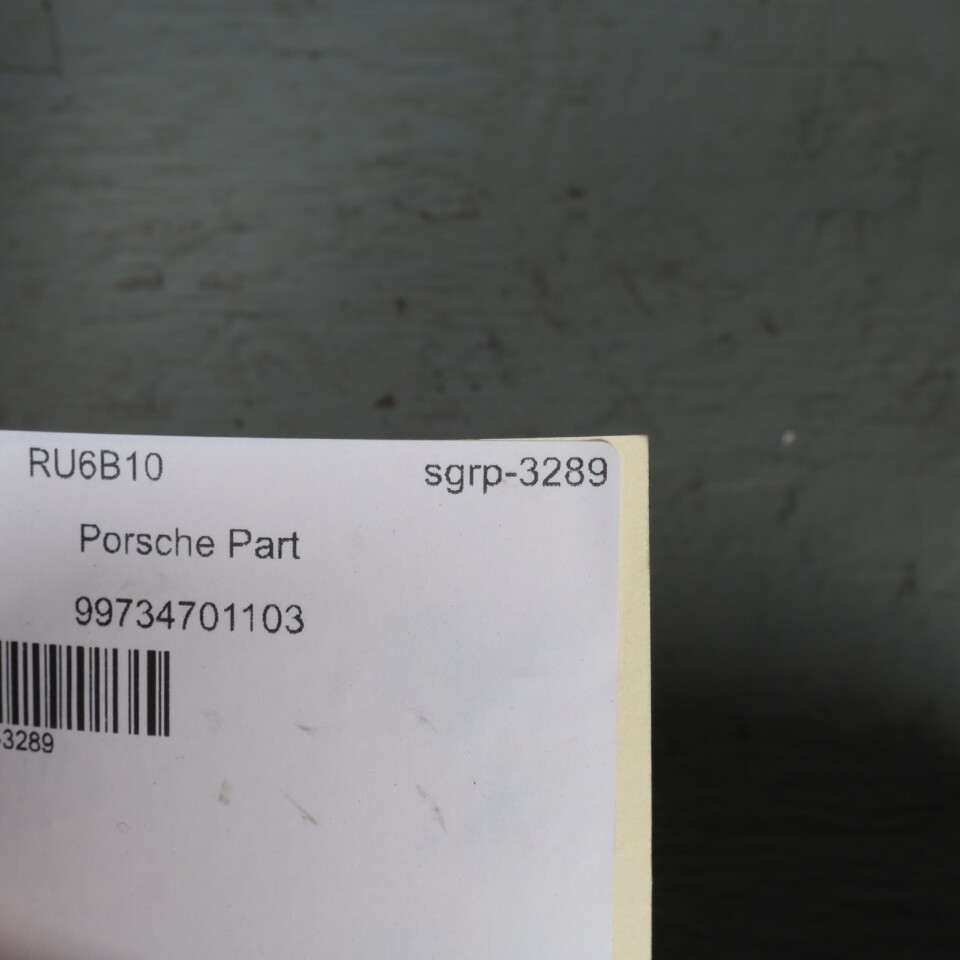 RU6B10 sgrp-3289
Porsche Part
99734701103
-3289